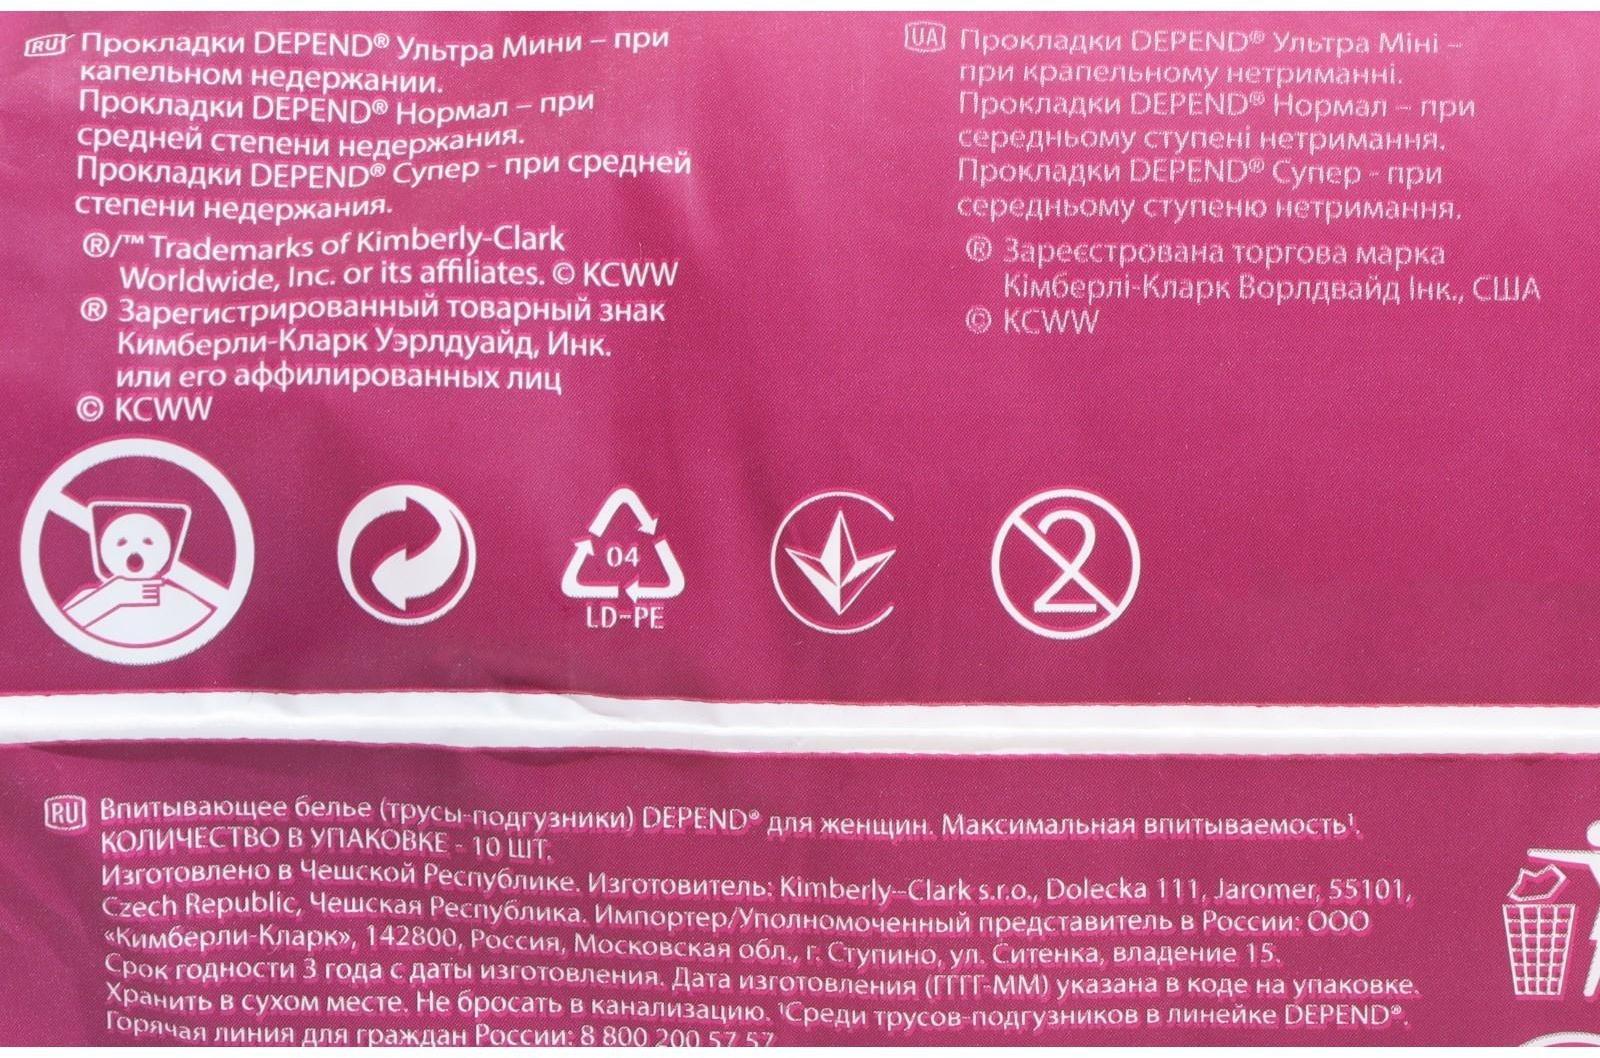 RU Прокладки DEPEND® Ультра Мини – при
капельном недержании.
Прокладки DEPEND® Нормал – при
средней степени недержания.
Прокладки DEPEND® Супер - при средней
степени недержания.
®/™ Trademarks of Kimberly-Clark
Worldwide, Inc. or its affiliates. © KCWW
® Зарегистрированный товарный знак
Кимберли-Кларк Уэрлдуайд, Инк.
или его аффилированных лиц
© KCWW
UA Прокладки DEPEND® Ультра Міні –
при крапельному нетриманні.
Прокладки DEPEND® Нормал – при
середньому ступені нетримання.
Прокладки DEPEND® Супер - при
середньому ступеню нетримання.
® Зареєстрована торгова марка
Кімберлі-Кларк Ворлдвайд Інк., США
© KCWW
04
LD-PE
2
RU Впитывающее белье (трусы-подгузники) DEPEND® для женщин. Максимальная впитываемость¹.
КОЛИЧЕСТВО В УПАКОВКЕ - 10 ШТ.
Изготовлено в Чешской Республике. Изготовитель: Kimberly–Clark s.r.o., Dolecka 111, Jaromer, 55101,
Czech Republic, Чешская Республика. Импортер/Уполномоченный представитель в России: ООО
«Кимберли-Кларк», 142800, Россия, Московская обл., г. Ступино, ул. Ситенка, владение 15.
Срок годности 3 года с даты изготовления. Дата изготовления (ГГГГ-ММ) указана в коде на упаковке.
Хранить в сухом месте. Не бросать в канализацию. ¹Среди трусов-подгузников в линейке DEPEND®.
Горячая линия для граждан России: 8 800 200 57 57